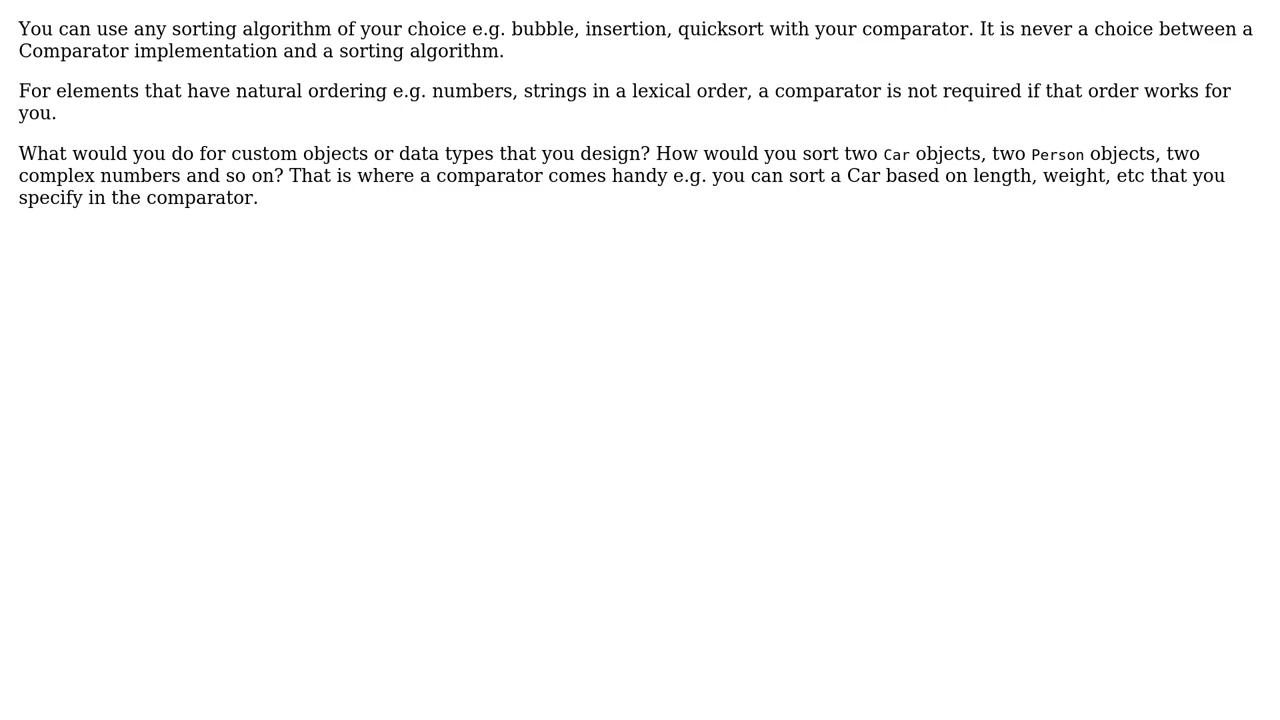 You can use any sorting algorithm of your choice e.g. bubble, insertion, quicksort with your comparator. It is never a choice between a
Comparator implementation and a sorting algorithm.
For elements that have natural ordering e.g. numbers, strings in a lexical order, a comparator is not required if that order works for
you.
What would you do for custom objects or data types that you design? How would you sort two Car objects, two Person objects, two
complex numbers and so on? That is where a comparator comes handy e.g. you can sort a Car based on length, weight, etc that you
specify in the comparator.